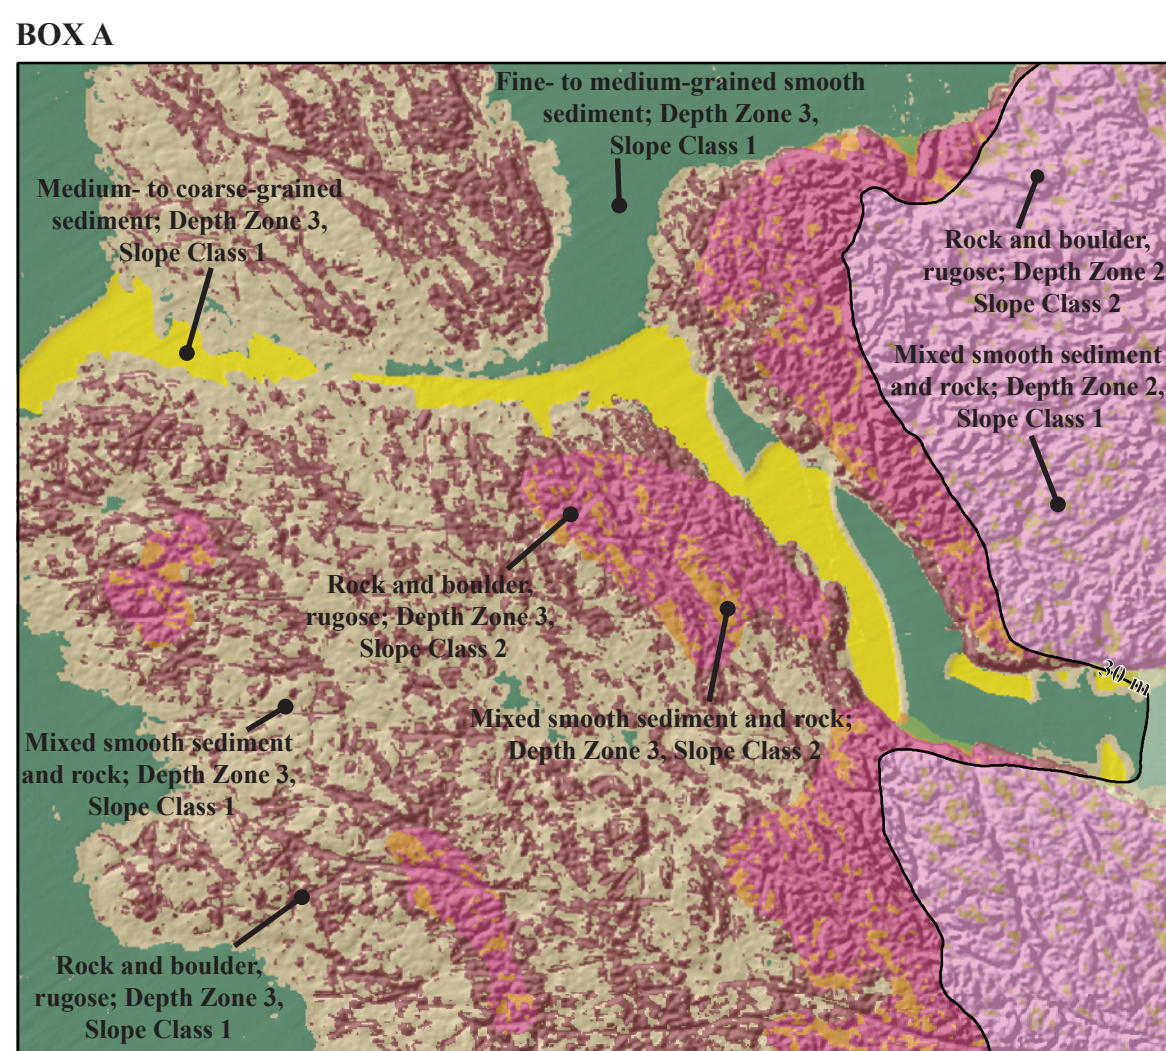 BOX A
Fine- to medium-grained smooth
sediment; Depth Zone 3,
Slope Class 1
Medium- to coarse-grained
sediment; Depth Zone 3,
Slope Class 1
Rock and boulder,
rugose; Depth Zone 2
Slope Class 2
Mixed smooth sediment
and rock; Depth Zone 2,
Slope Class 1
Rock and boulder,
rugose; Depth Zone 3,
Slope Class 2
30 m
Mixed smooth sediment and rock;
Depth Zone 3, Slope Class 2
Mixed smooth sediment
and rock; Depth Zone 3,
Slope Class 1
Rock and boulder,
rugose; Depth Zone 3,
Slope Class 1